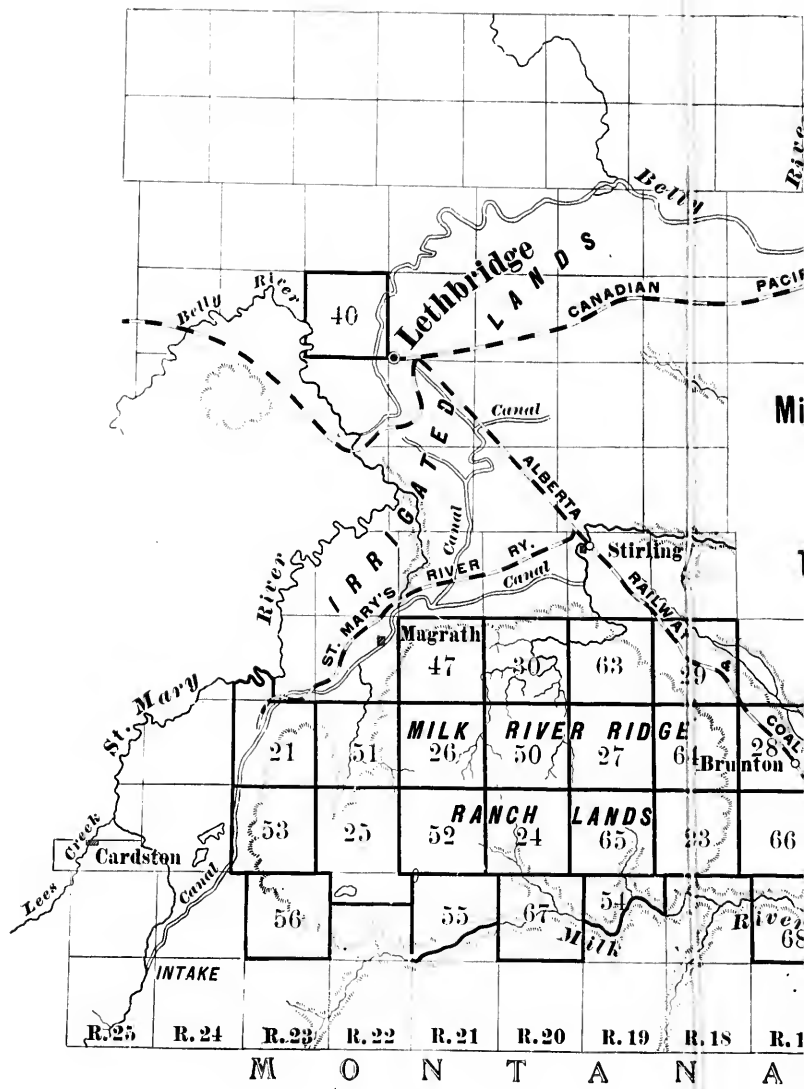 River
Belly
Lethbridge
LANDS
CANADIAN
PACIF
Belly
River
40
Mi
IRRIGATED
Canal
ALBERTA
Canal
River
ST. MARY'S
RIVER
RY.
Canal
Stirling
RAILWAY
&
COAL
Magrath
47
30
63
29
St. Mary
MILK RIVER RIDGE
21
51
26
50
27
64
28
Brunton
RANCH LANDS
53
25
52
24
65
23
66
Lees Creek
Cardston
Canal
56
55
67
54
68
Milk
River
INTAKE
R.25 R.24 R.23 R.22 R.21 R.20 R.19 R.18 R.1
MONTANA